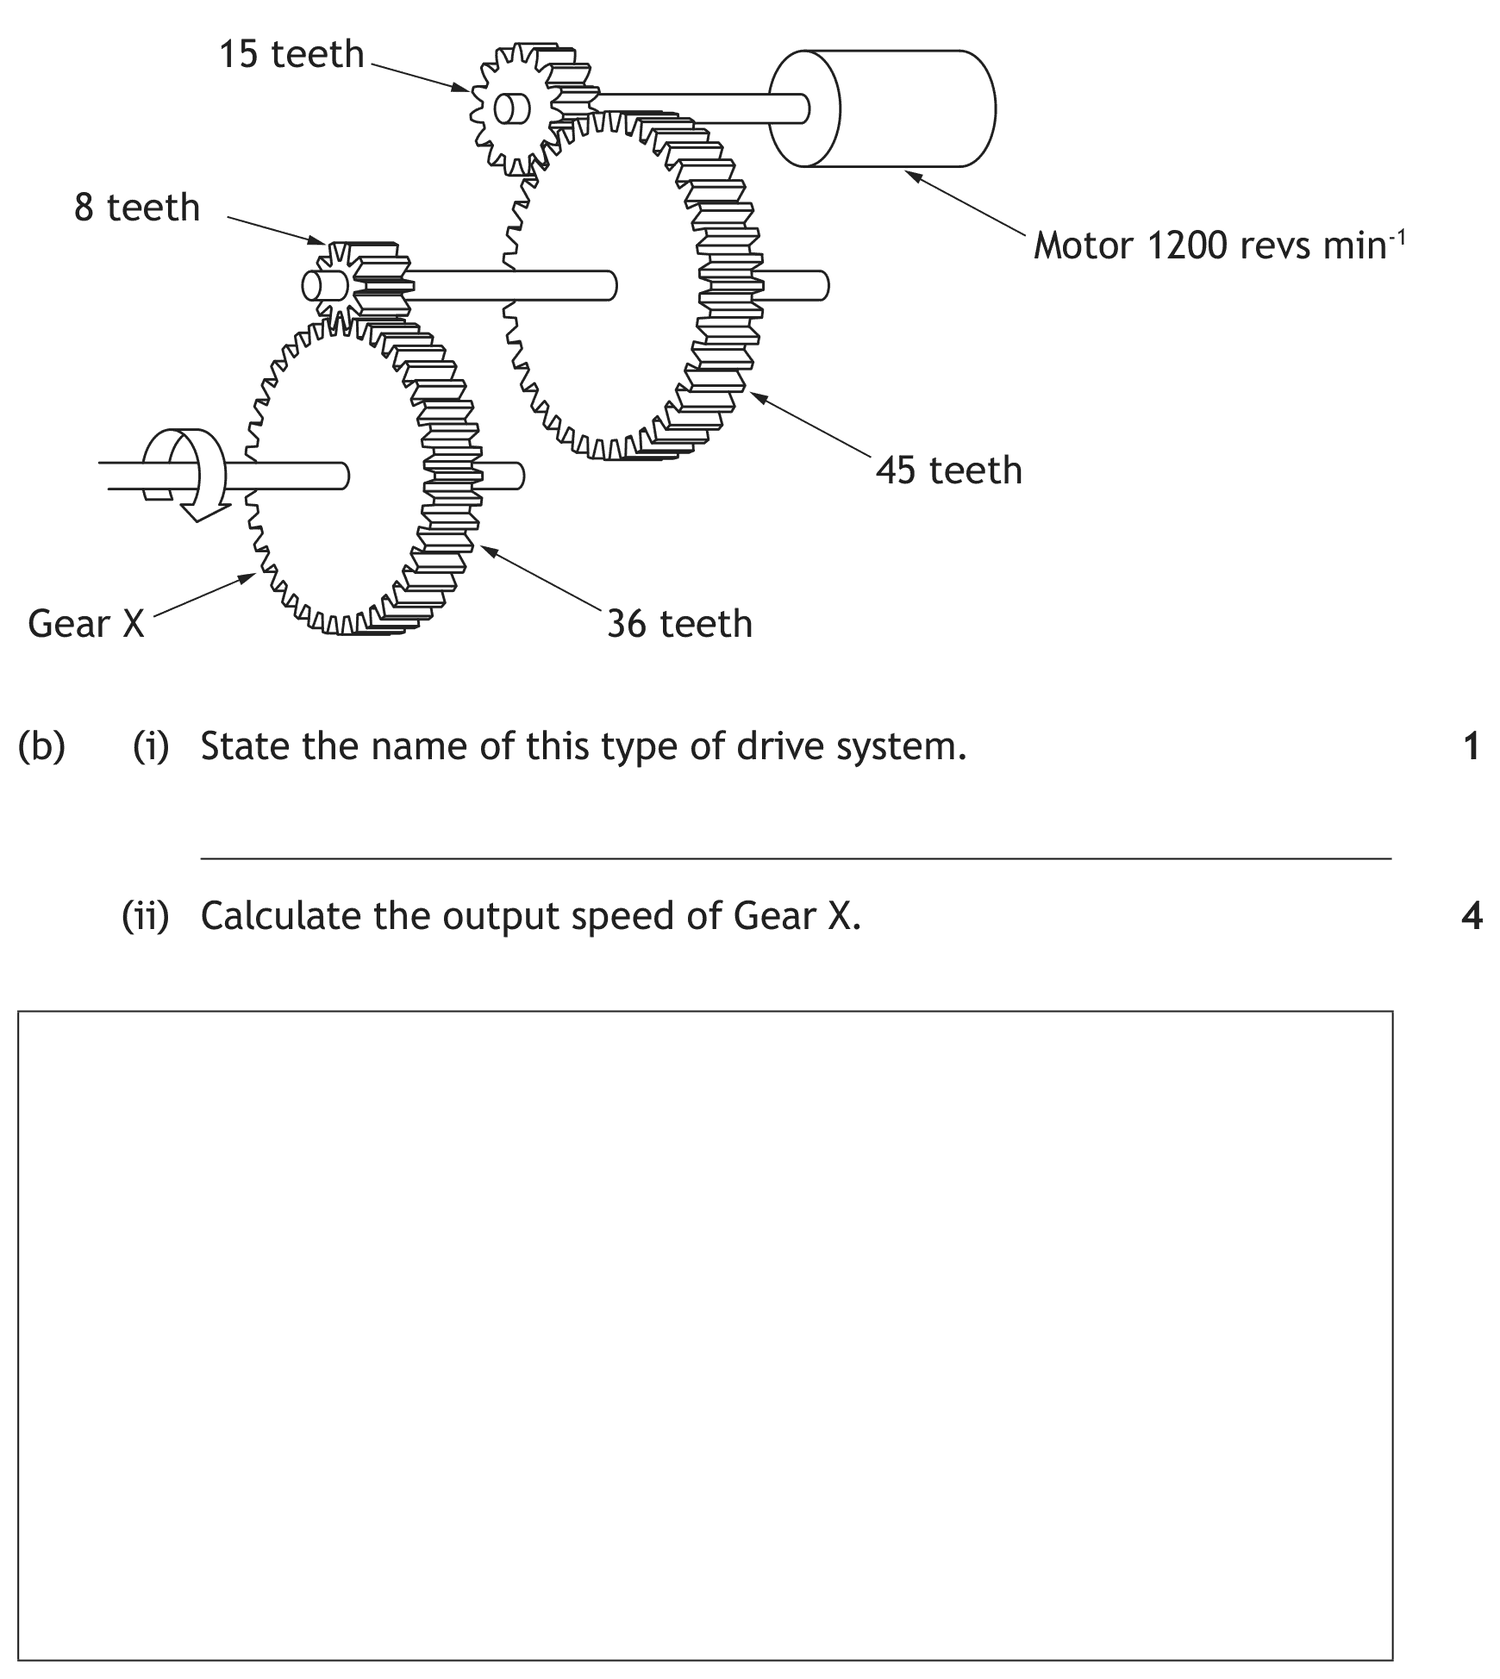 15 teeth
8 teeth
Motor 1200 revs min⁻¹
45 teeth
Gear X
36 teeth
(b) (i) State the name of this type of drive system. 1
(ii) Calculate the output speed of Gear X. 4